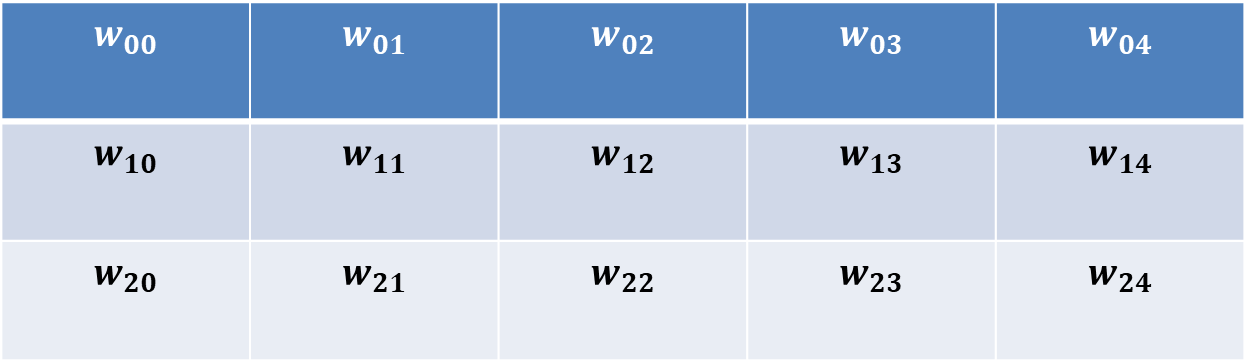 w₀₀ w₀₁ w₀₂ w₀₃ w₀₄
w₁₀ w₁₁ w₁₂ w₁₃ w₁₄
w₂₀ w₂₁ w₂₂ w₂₃ w₂₄